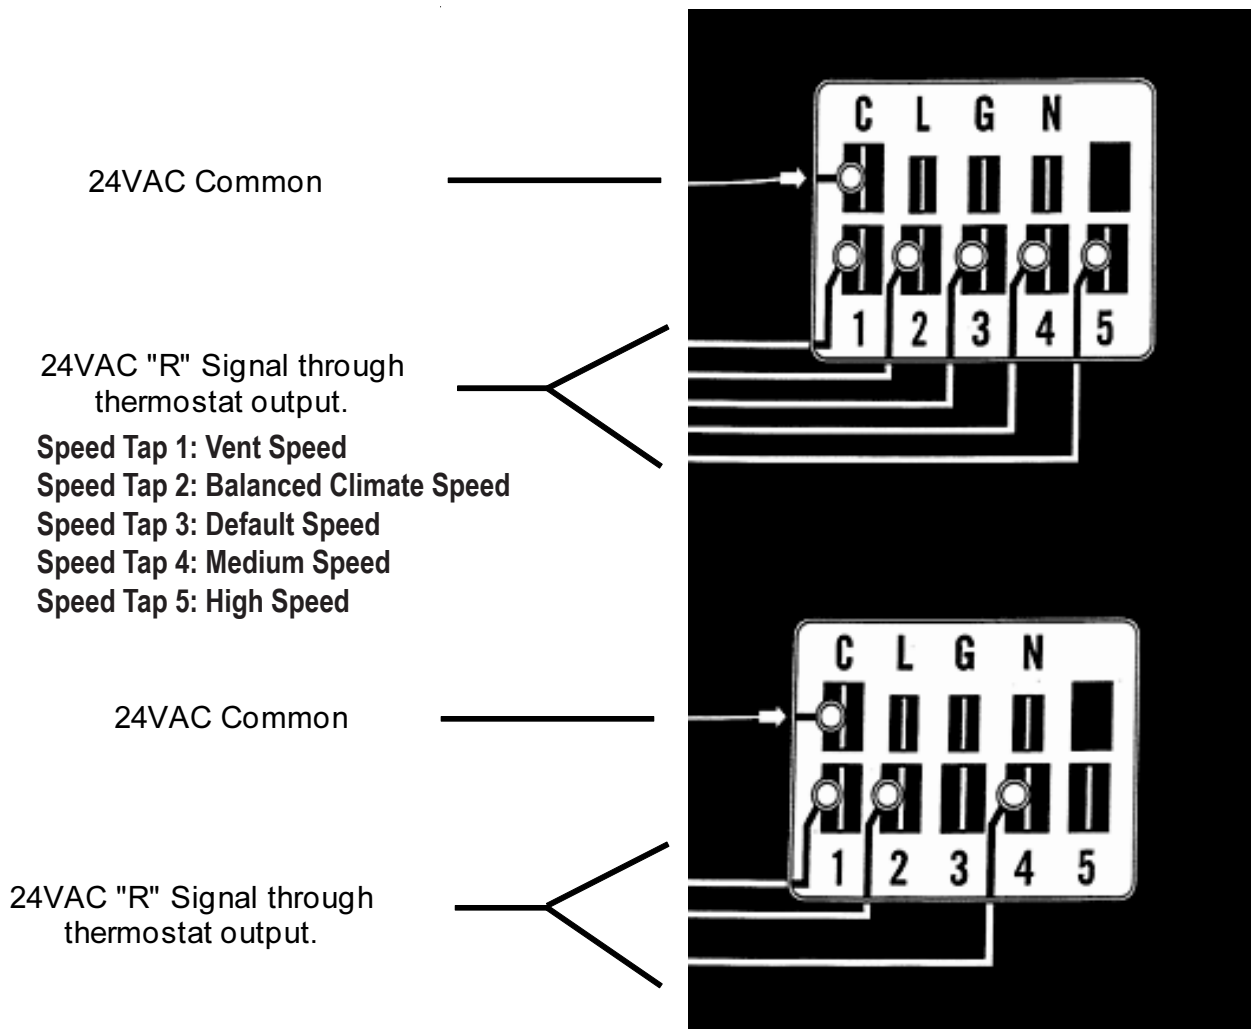 C L G N
24VAC Common
1 2 3 4 5
24VAC "R" Signal through
thermostat output.
Speed Tap 1: Vent Speed
Speed Tap 2: Balanced Climate Speed
Speed Tap 3: Default Speed
Speed Tap 4: Medium Speed
Speed Tap 5: High Speed
C L G N
24VAC Common
1 2 3 4 5
24VAC "R" Signal through
thermostat output.